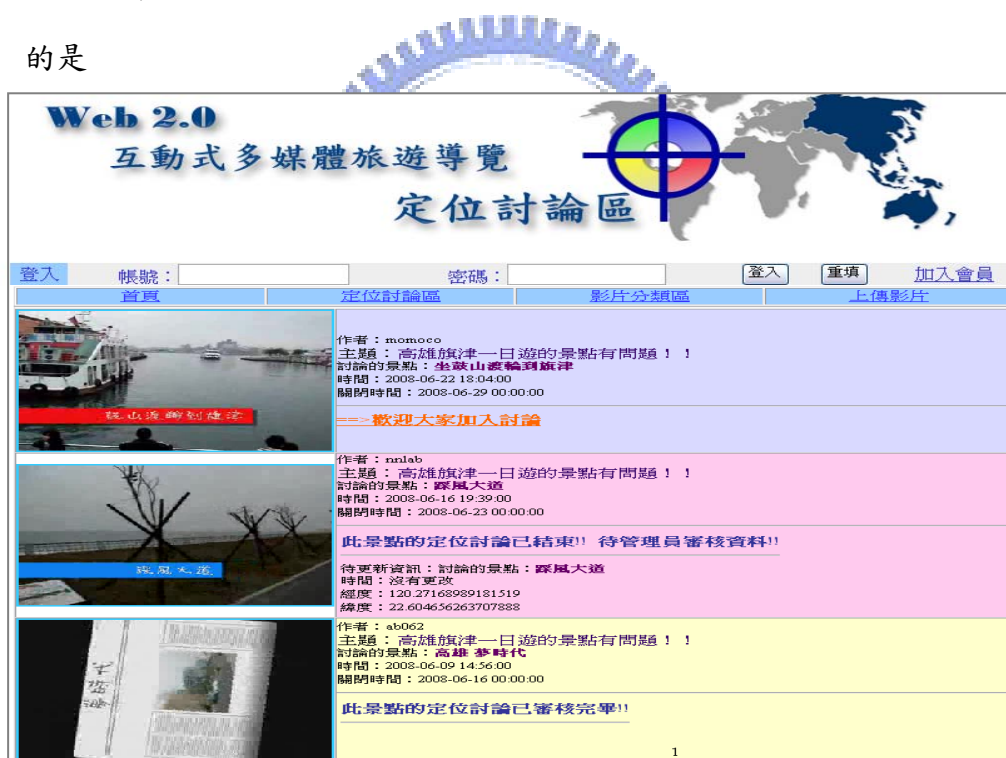 的是
Web 2.0
互動式多媒體旅遊導覽
定位討論區
登入 帳號： 密碼： 登入 重填 加入會員
首頁 定位討論區 影片分類區 上傳影片
作者：momoco
主題：高雄旗津一日遊的景點有問題！！
討論的景點：坐鼓山渡輪到旗津
時間：2008-06-22 18:04:00
關閉時間：2008-06-29 00:00:00
==>歡迎大家加入討論
鼓山渡輪到旗津
作者：nnlab
主題：高雄旗津一日遊的景點有問題！！
討論的景點：踩風大道
時間：2008-06-16 19:39:00
關閉時間：2008-06-23 00:00:00
此景點的定位討論已結束!! 待管理員審核資料!!
待更新資訊：討論的景點：踩風大道
時間：沒有更改
經度：120.27168989181519
緯度：22.604656263707888
踩風大道
作者：ab062
主題：高雄旗津一日遊的景點有問題！！
討論的景點：高雄 夢時代
時間：2008-06-09 14:56:00
關閉時間：2008-06-16 00:00:00
此景點的定位討論已審核完畢!!
1